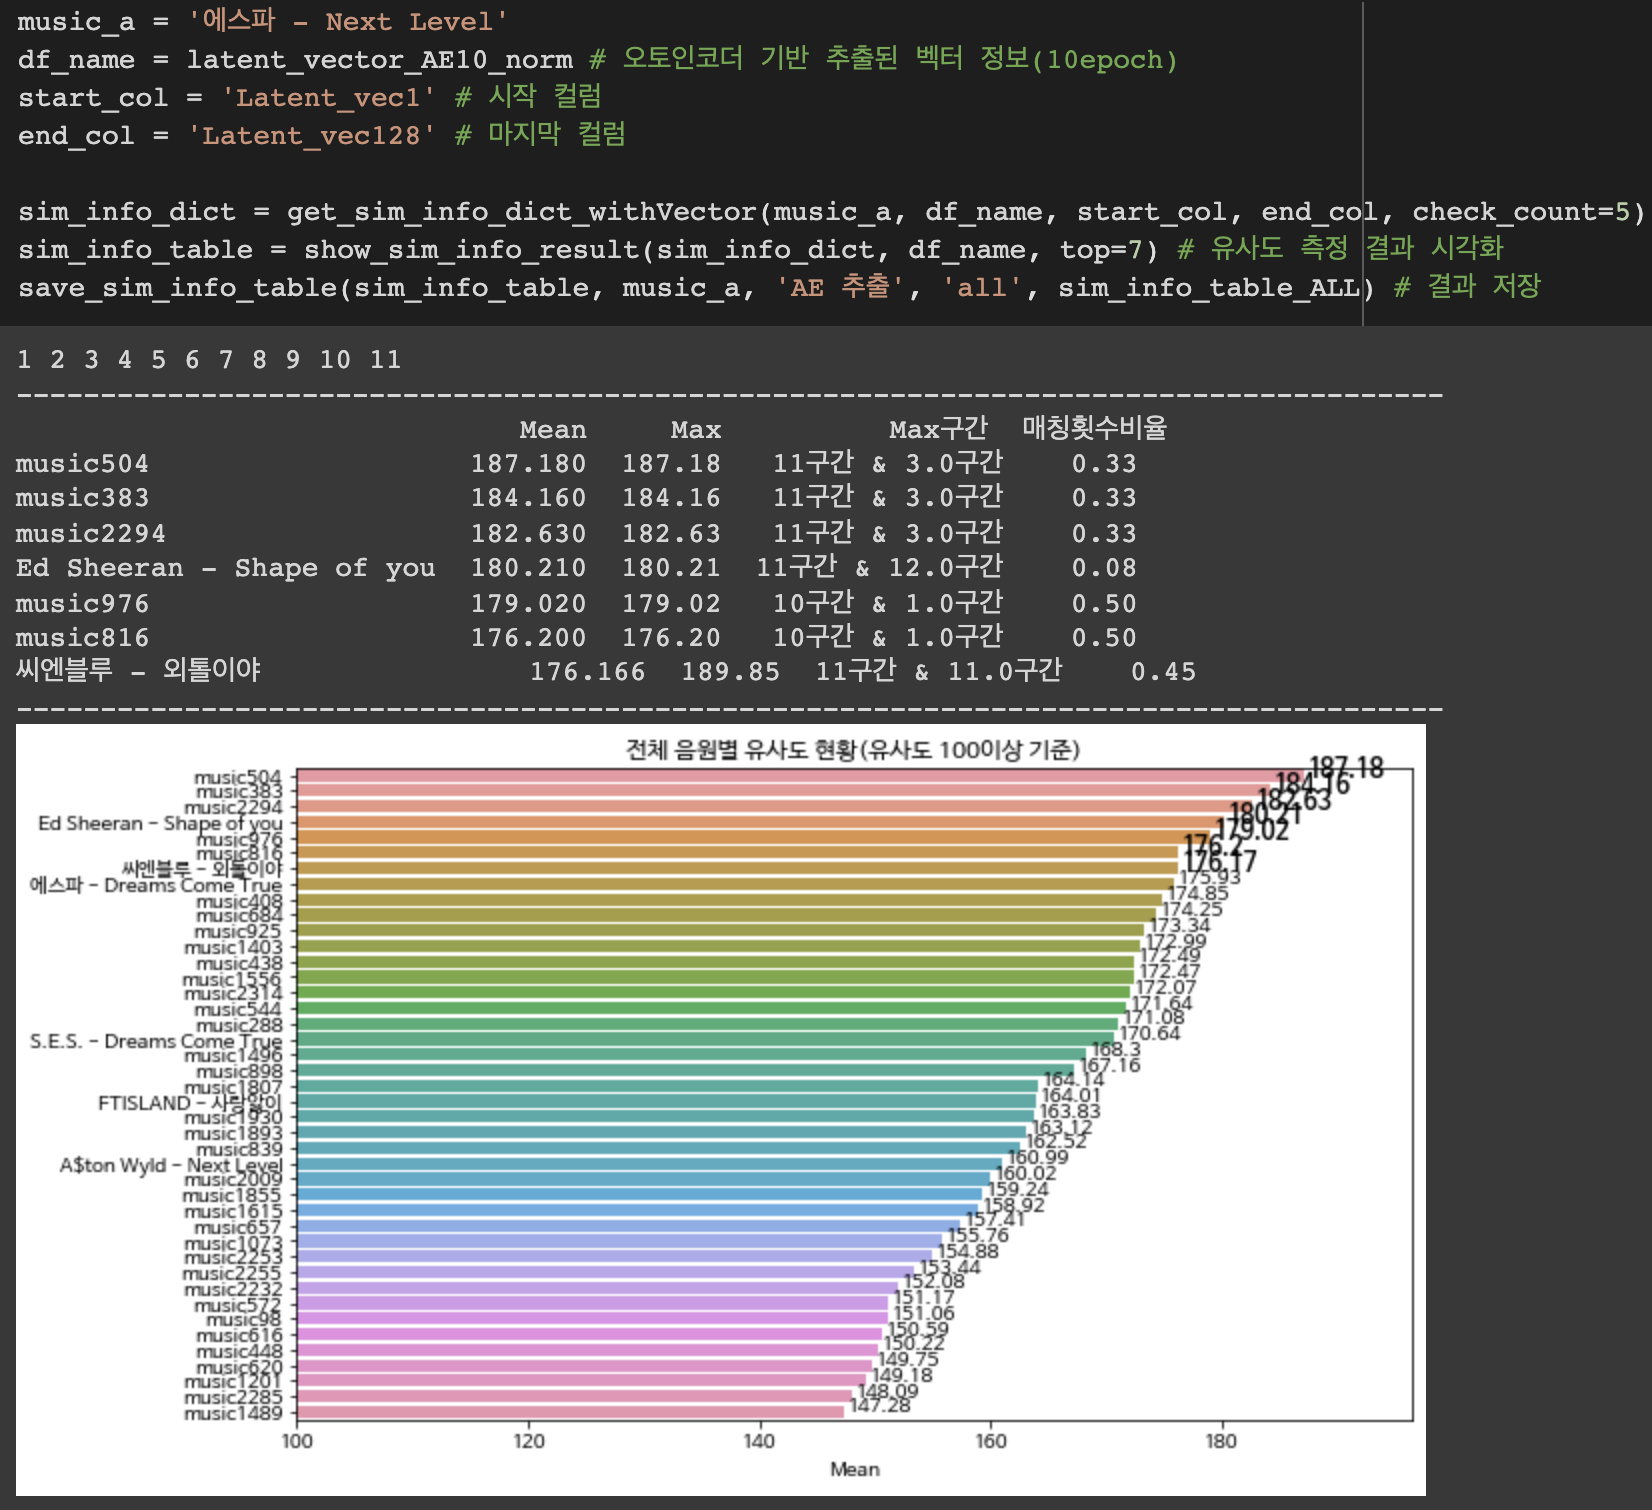 music_a = '에스파 - Next Level'
df_name = latent_vector_AE10_norm # 오토인코더 기반 추출된 벡터 정보(10epoch)
start_col = 'Latent_vec1' # 시작 컬럼
end_col = 'Latent_vec128' # 마지막 컬럼
sim_info_dict = get_sim_info_dict_withVector(music_a, df_name, start_col, end_col, check_count=5)
sim_info_table = show_sim_info_result(sim_info_dict, df_name, top=7) # 유사도 측정 결과 시각화
save_sim_info_table(sim_info_table, music_a, 'AE 추출', 'all', sim_info_table_ALL) # 결과 저장
1 2 3 4 5 6 7 8 9 10 11
--------------------------------------------------------------------------------------
Mean Max Max구간 매칭횟수비율
music504 187.180 187.18 11구간 & 3.0구간 0.33
music383 184.160 184.16 11구간 & 3.0구간 0.33
music2294 182.630 182.63 11구간 & 3.0구간 0.33
Ed Sheeran - Shape of you 180.210 180.21 11구간 & 12.0구간 0.08
music976 179.020 179.02 10구간 & 1.0구간 0.50
music816 176.200 176.20 10구간 & 1.0구간 0.50
씨엔블루 - 외톨이야 176.166 189.85 11구간 & 11.0구간 0.45
--------------------------------------------------------------------------------------
전체 음원별 유사도 현황(유사도 100이상 기준)
music504 187.18
music383 184.16
music2294 182.63
Ed Sheeran - Shape of you 180.21
music976 179.02
music816 176.2
씨엔블루 - 외톨이야 176.17
에스파 - Dreams Come True 175.93
music408 174.85
music684 174.25
music925 173.34
music1403 172.99
music438 172.49
music1556 172.47
music2314 172.07
music544 171.64
music288 171.08
S.E.S. - Dreams Come True 170.64
music1496 168.3
music898 167.16
music1807 164.14
FTISLAND - 사랑앓이 164.01
music1930 163.83
music1893 163.12
music839 162.52
A$ton Wyld - Next Level 160.99
music2009 160.02
music1855 159.24
music1615 158.92
music657 157.41
music1073 155.76
music2253 154.88
music2255 153.44
music2232 152.08
music572 151.17
music98 151.06
music616 150.59
music448 150.22
music620 149.75
music1201 149.18
music2285 148.09
music1489 147.28
100 120 140 160 180
Mean